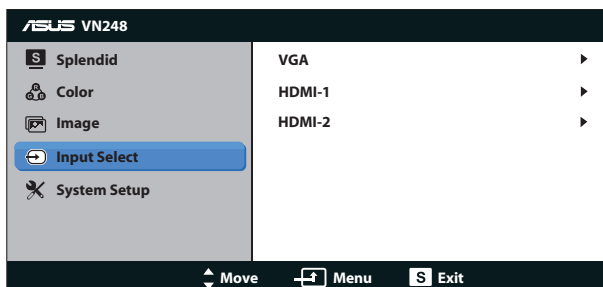 ASUS VN248
S Splendid
Color
Image
Input Select
System Setup
VGA
HDMI-1
HDMI-2
Move Menu S Exit